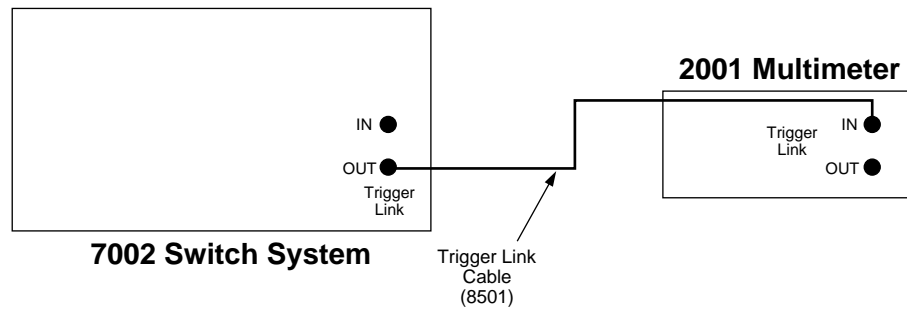 2001 Multimeter
IN
OUT
Trigger
Link
Trigger
Link
IN
OUT
7002 Switch System
Trigger Link
Cable
(8501)